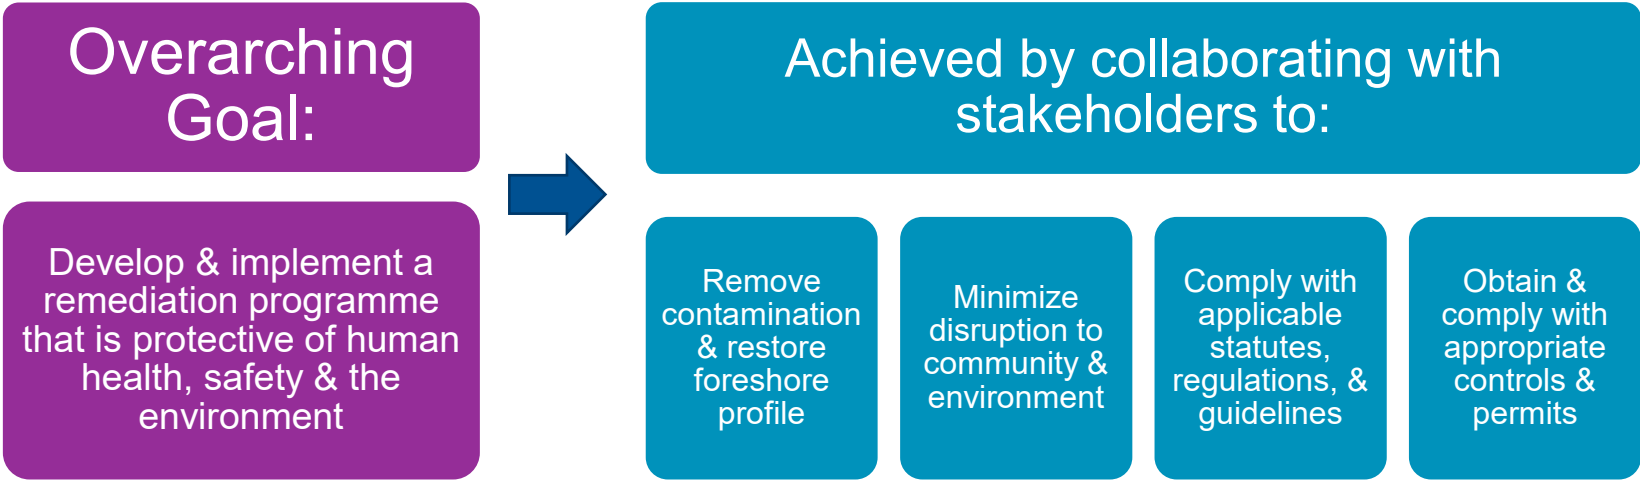 Overarching
Goal:
Develop & implement a
remediation programme
that is protective of human
health, safety & the
environment
Achieved by collaborating with
stakeholders to:
Remove
contamination
& restore
foreshore
profile
Minimize
disruption to
community &
environment
Comply with
applicable
statutes,
regulations, &
guidelines
Obtain &
comply with
appropriate
controls &
permits